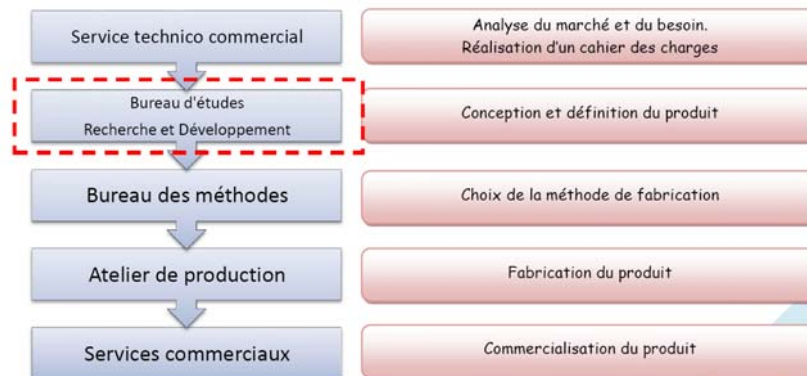 Service technico commercial
Analyse du marché et du besoin.
Réalisation d'un cahier des charges
Bureau d'études
Recherche et Développement
Conception et définition du produit
Bureau des méthodes
Choix de la méthode de fabrication
Atelier de production
Fabrication du produit
Services commerciaux
Commercialisation du produit